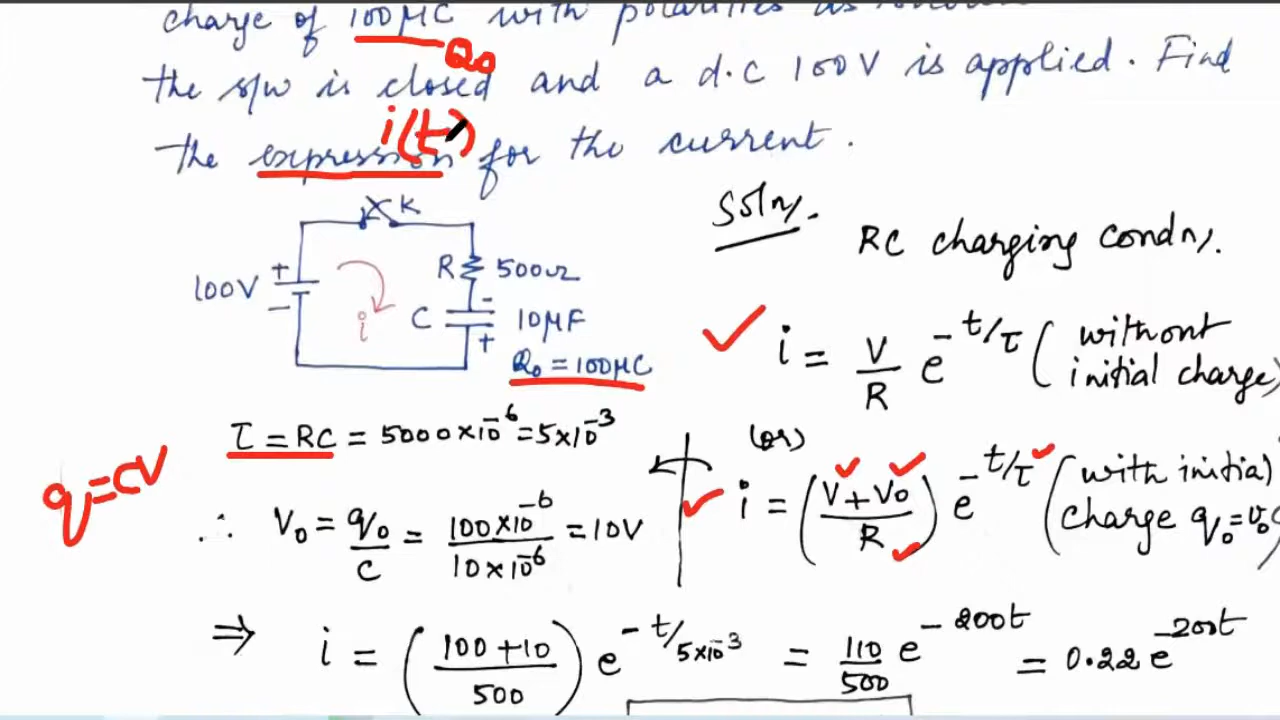 charge of 100µC with polarities as
Q0
the s/w is closed and a d.c 100V is applied. Find
i(t)
the expression for the current.
K
100V + −
R 500Ω
i
C − + 10µF
Q₀ = 100µC
Soln.
RC charging condn.
i = V/R e^(−t/τ) (without initial charge)
(or)
i = ((V + V₀)/R) e^(−t/τ) (with initial charge q₀=v₀c
τ = RC = 5000×10⁻⁶ = 5×10⁻³
q=CV
∴ V₀ = q₀/C = (100×10⁻⁶)/(10×10⁻⁶) = 10V
⇒ i = ((100+10)/500) e^(−t/5×10⁻³) = 110/500 e^(−200t) = 0.22 e^(−200t)